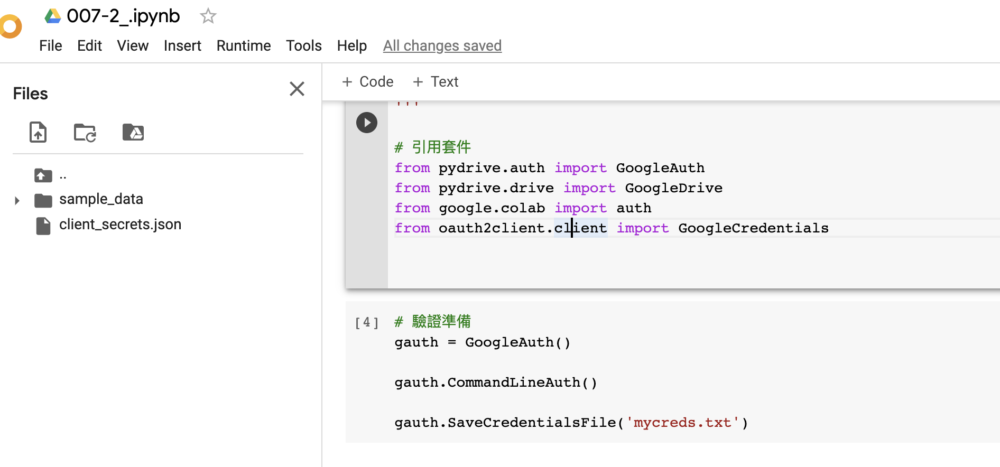 007-2_.ipynb
File Edit View Insert Runtime Tools Help All changes saved
Files
+ Code + Text
..
sample_data
client_secrets.json
'''
# 引用套件
from pydrive.auth import GoogleAuth
from pydrive.drive import GoogleDrive
from google.colab import auth
from oauth2client.client import GoogleCredentials
[4] # 驗證準備
gauth = GoogleAuth()
gauth.CommandLineAuth()
gauth.SaveCredentialsFile('mycreds.txt')